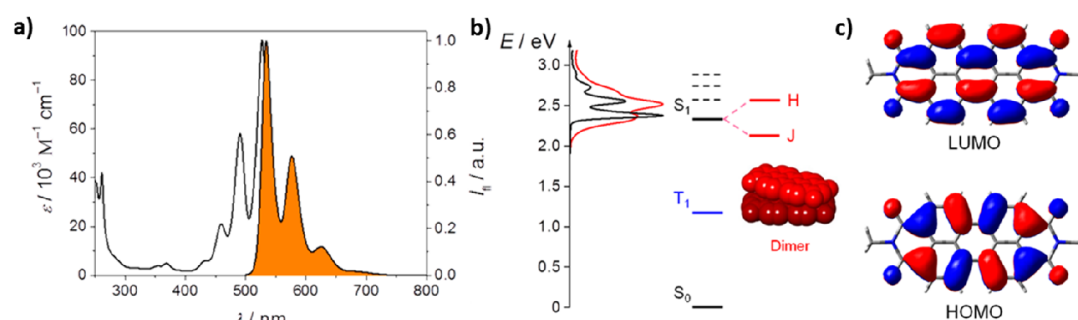 a)
ε / 10³ M⁻¹ cm⁻¹
100
80
60
40
20
0
300
400
500
600
700
800
1.0
0.8
0.6
0.4
0.2
0.0
I_fl / a.u.
b)
E / eV
3.0
2.5
2.0
1.5
1.0
0.5
0
S₁
H
J
T₁
S₀
Dimer
c)
LUMO
HOMO